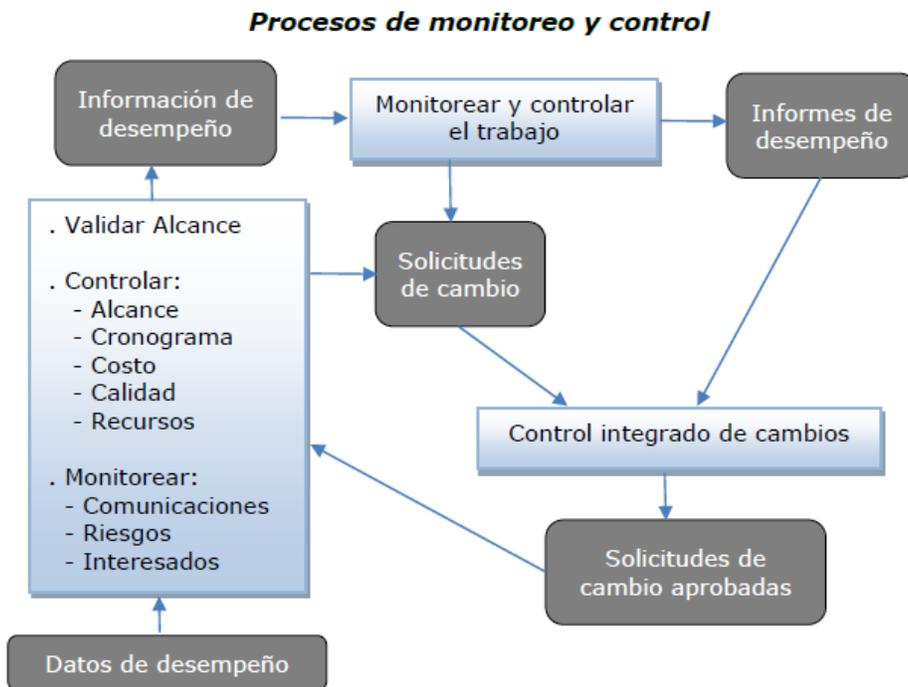 Procesos de monitoreo y control
Información de
desempeño
Monitorear y controlar
el trabajo
Informes de
desempeño
. Validar Alcance
. Controlar:
- Alcance
- Cronograma
- Costo
- Calidad
- Recursos
. Monitorear:
- Comunicaciones
- Riesgos
- Interesados
Solicitudes
de cambio
Control integrado de cambios
Solicitudes de
cambio aprobadas
Datos de desempeño